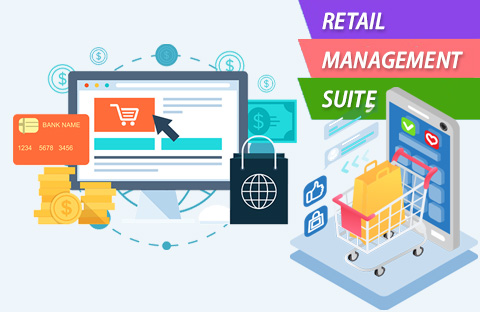 RETAIL
MANAGEMENT
SUITE
BANK NAME
1234 5678 3456